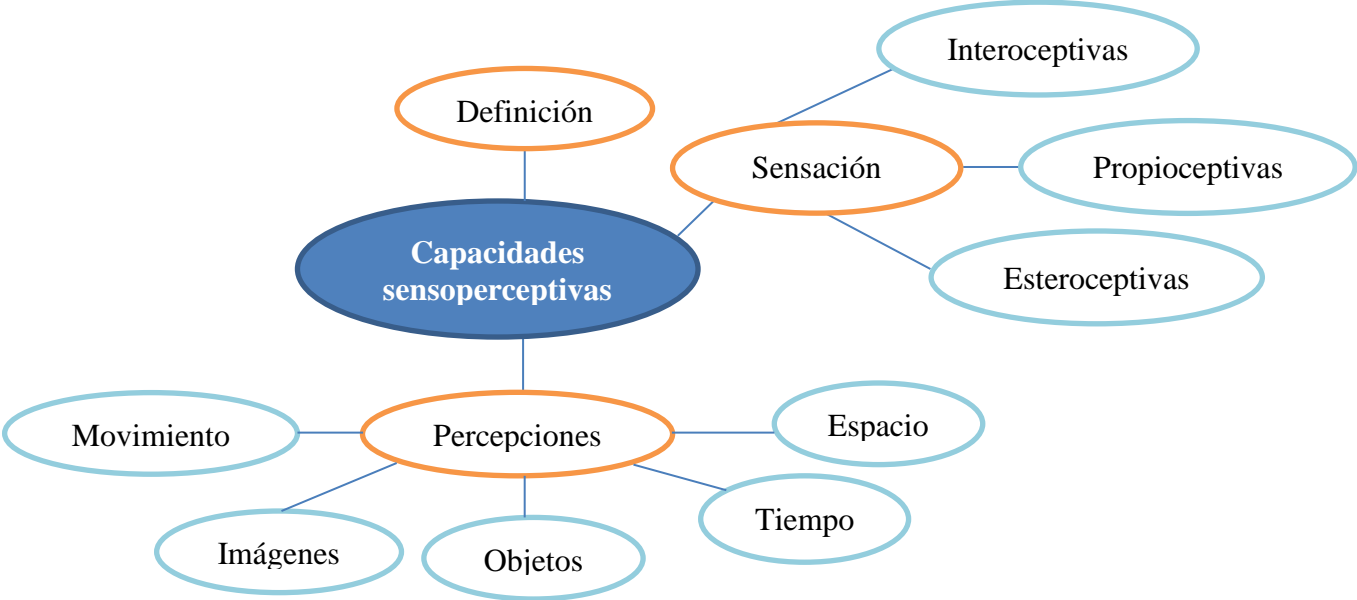 Interoceptivas
Definición
Sensación
Propioceptivas
Capacidades
sensoperceptivas
Esteroceptivas
Movimiento
Percepciones
Espacio
Tiempo
Imágenes
Objetos